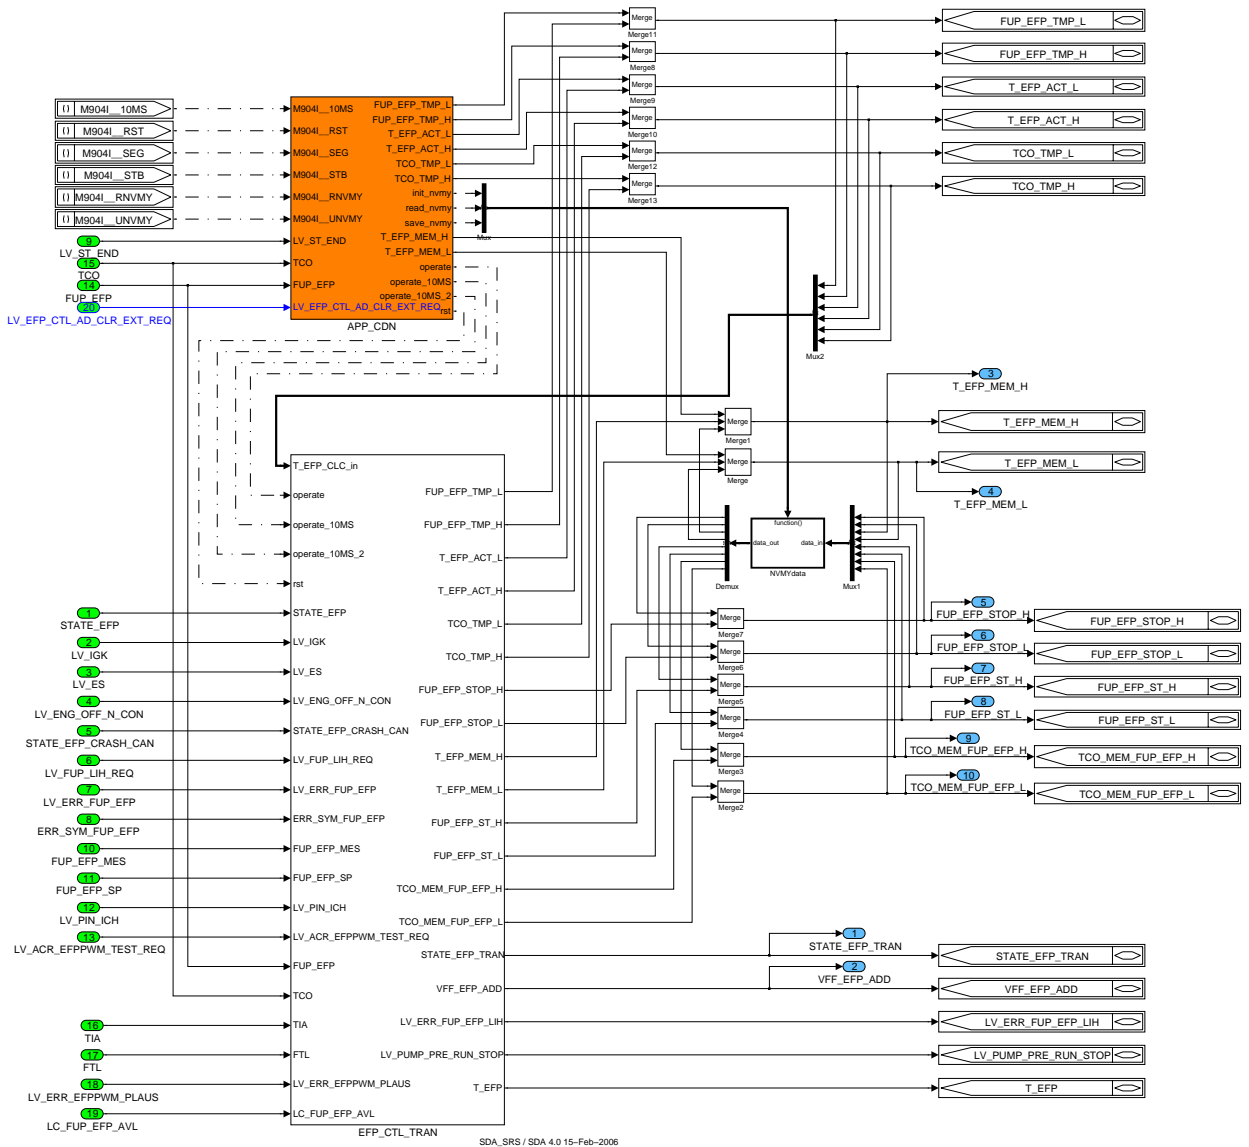 Merge
Merge11
FUP_EFP_TMP_L
Merge
Merge8
FUP_EFP_TMP_H
Merge
Merge9
T_EFP_ACT_L
Merge
Merge10
T_EFP_ACT_H
Merge
Merge12
TCO_TMP_L
Merge
Merge13
TCO_TMP_H
() M904I__10MS
() M904I__RST
() M904I__SEG
() M904I__STB
() M904I__RNVMY
() M904I__UNVMY
9
LV_ST_END
15
TCO
14
FUP_EFP
20
LV_EFP_CTL_AD_CLR_EXT_REQ
M904I__10MS
M904I__RST
M904I__SEG
M904I__STB
M904I__RNVMY
M904I__UNVMY
LV_ST_END
TCO
FUP_EFP
LV_EFP_CTL_AD_CLR_EXT_REQ
FUP_EFP_TMP_L
FUP_EFP_TMP_H
T_EFP_ACT_L
T_EFP_ACT_H
TCO_TMP_L
TCO_TMP_H
init_nvmy
read_nvmy
save_nvmy
T_EFP_MEM_H
T_EFP_MEM_L
operate
operate_10MS
operate_10MS_2
rst
APP_CDN
Mux
Mux2
3
T_EFP_MEM_H
Merge
Merge1
T_EFP_MEM_H
Merge
Merge
T_EFP_MEM_L
4
T_EFP_MEM_L
Demux
function()
data_out
data_in
NVMYdata
Mux1
T_EFP_CLC_in
operate
operate_10MS
operate_10MS_2
rst
STATE_EFP
LV_IGK
LV_ES
LV_ENG_OFF_N_CON
STATE_EFP_CRASH_CAN
LV_FUP_LIH_REQ
LV_ERR_FUP_EFP
ERR_SYM_FUP_EFP
FUP_EFP_MES
FUP_EFP_SP
LV_PIN_ICH
LV_ACR_EFPPWM_TEST_REQ
FUP_EFP
TCO
TIA
FTL
LV_ERR_EFPPWM_PLAUS
LC_FUP_EFP_AVL
FUP_EFP_TMP_L
FUP_EFP_TMP_H
T_EFP_ACT_L
T_EFP_ACT_H
TCO_TMP_L
TCO_TMP_H
FUP_EFP_STOP_H
FUP_EFP_STOP_L
T_EFP_MEM_H
T_EFP_MEM_L
FUP_EFP_ST_H
FUP_EFP_ST_L
TCO_MEM_FUP_EFP_H
TCO_MEM_FUP_EFP_L
STATE_EFP_TRAN
VFF_EFP_ADD
LV_ERR_FUP_EFP_LIH
LV_PUMP_PRE_RUN_STOP
T_EFP
EFP_CTL_TRAN
1
STATE_EFP
2
LV_IGK
3
LV_ES
4
LV_ENG_OFF_N_CON
5
STATE_EFP_CRASH_CAN
6
LV_FUP_LIH_REQ
7
LV_ERR_FUP_EFP
8
ERR_SYM_FUP_EFP
10
FUP_EFP_MES
11
FUP_EFP_SP
12
LV_PIN_ICH
13
LV_ACR_EFPPWM_TEST_REQ
16
TIA
17
FTL
18
LV_ERR_EFPPWM_PLAUS
19
LC_FUP_EFP_AVL
Merge
Merge7
5
FUP_EFP_STOP_H
FUP_EFP_STOP_H
Merge
Merge6
6
FUP_EFP_STOP_L
FUP_EFP_STOP_L
Merge
Merge5
7
FUP_EFP_ST_H
FUP_EFP_ST_H
Merge
Merge4
8
FUP_EFP_ST_L
FUP_EFP_ST_L
Merge
Merge3
9
TCO_MEM_FUP_EFP_H
TCO_MEM_FUP_EFP_H
Merge
Merge2
10
TCO_MEM_FUP_EFP_L
TCO_MEM_FUP_EFP_L
1
STATE_EFP_TRAN
STATE_EFP_TRAN
2
VFF_EFP_ADD
VFF_EFP_ADD
LV_ERR_FUP_EFP_LIH
LV_PUMP_PRE_RUN_STOP
T_EFP
SDA_SRS / SDA 4.0 15-Feb-2006